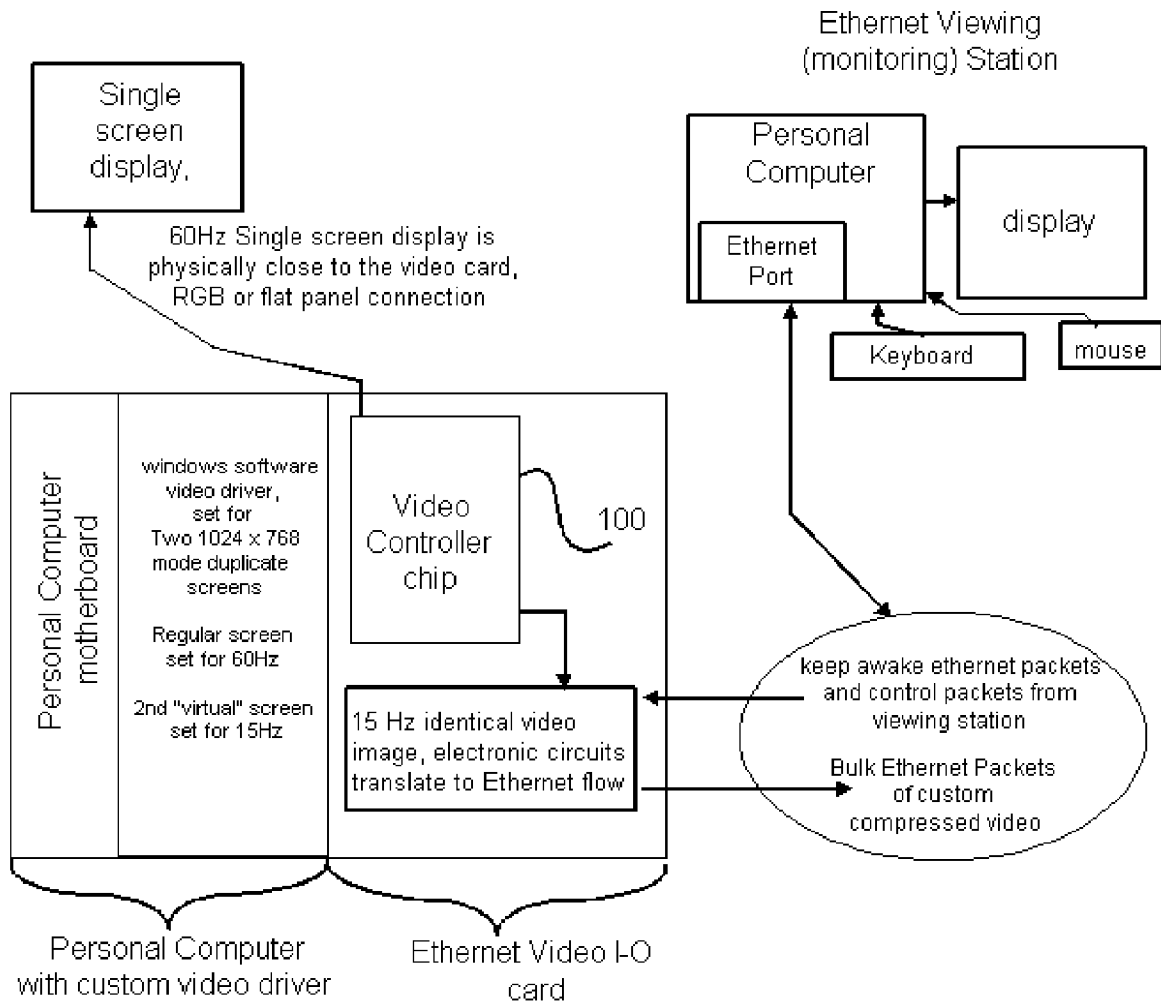 Ethernet Viewing
(monitoring) Station
Single
screen
display,
Personal
Computer
Ethernet
Port
display
Keyboard
mouse
60Hz Single screen display is
physically close to the video card,
RGB or flat panel connection
Personal Computer
motherboard
windows software
video driver,
set for
Two 1024 x 768
mode duplicate
screens
Regular screen
set for 60Hz
2nd "virtual" screen
set for 15Hz
Video
Controller
chip
100
15 Hz identical video
image, electronic circuits
translate to Ethernet flow
keep awake ethernet packets
and control packets from
viewing station
Bulk Ethernet Packets
of custom
compressed video
Personal Computer
with custom video driver
Ethernet Video I-O
card